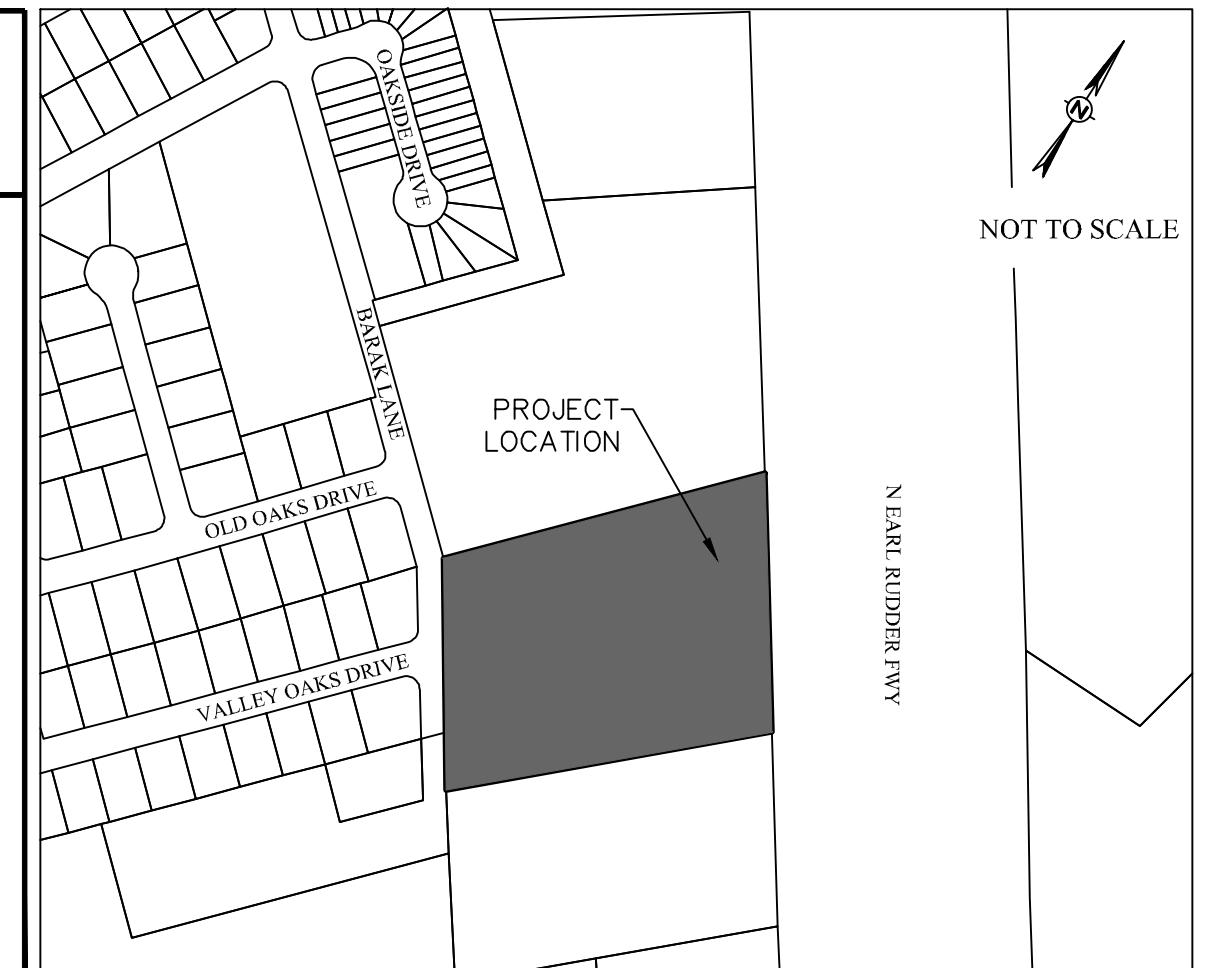 OAKSIDE DRIVE
N
NOT TO SCALE
BARAK LANE
PROJECT
LOCATION
OLD OAKS DRIVE
N EARL RUDDER FWY
VALLEY OAKS DRIVE